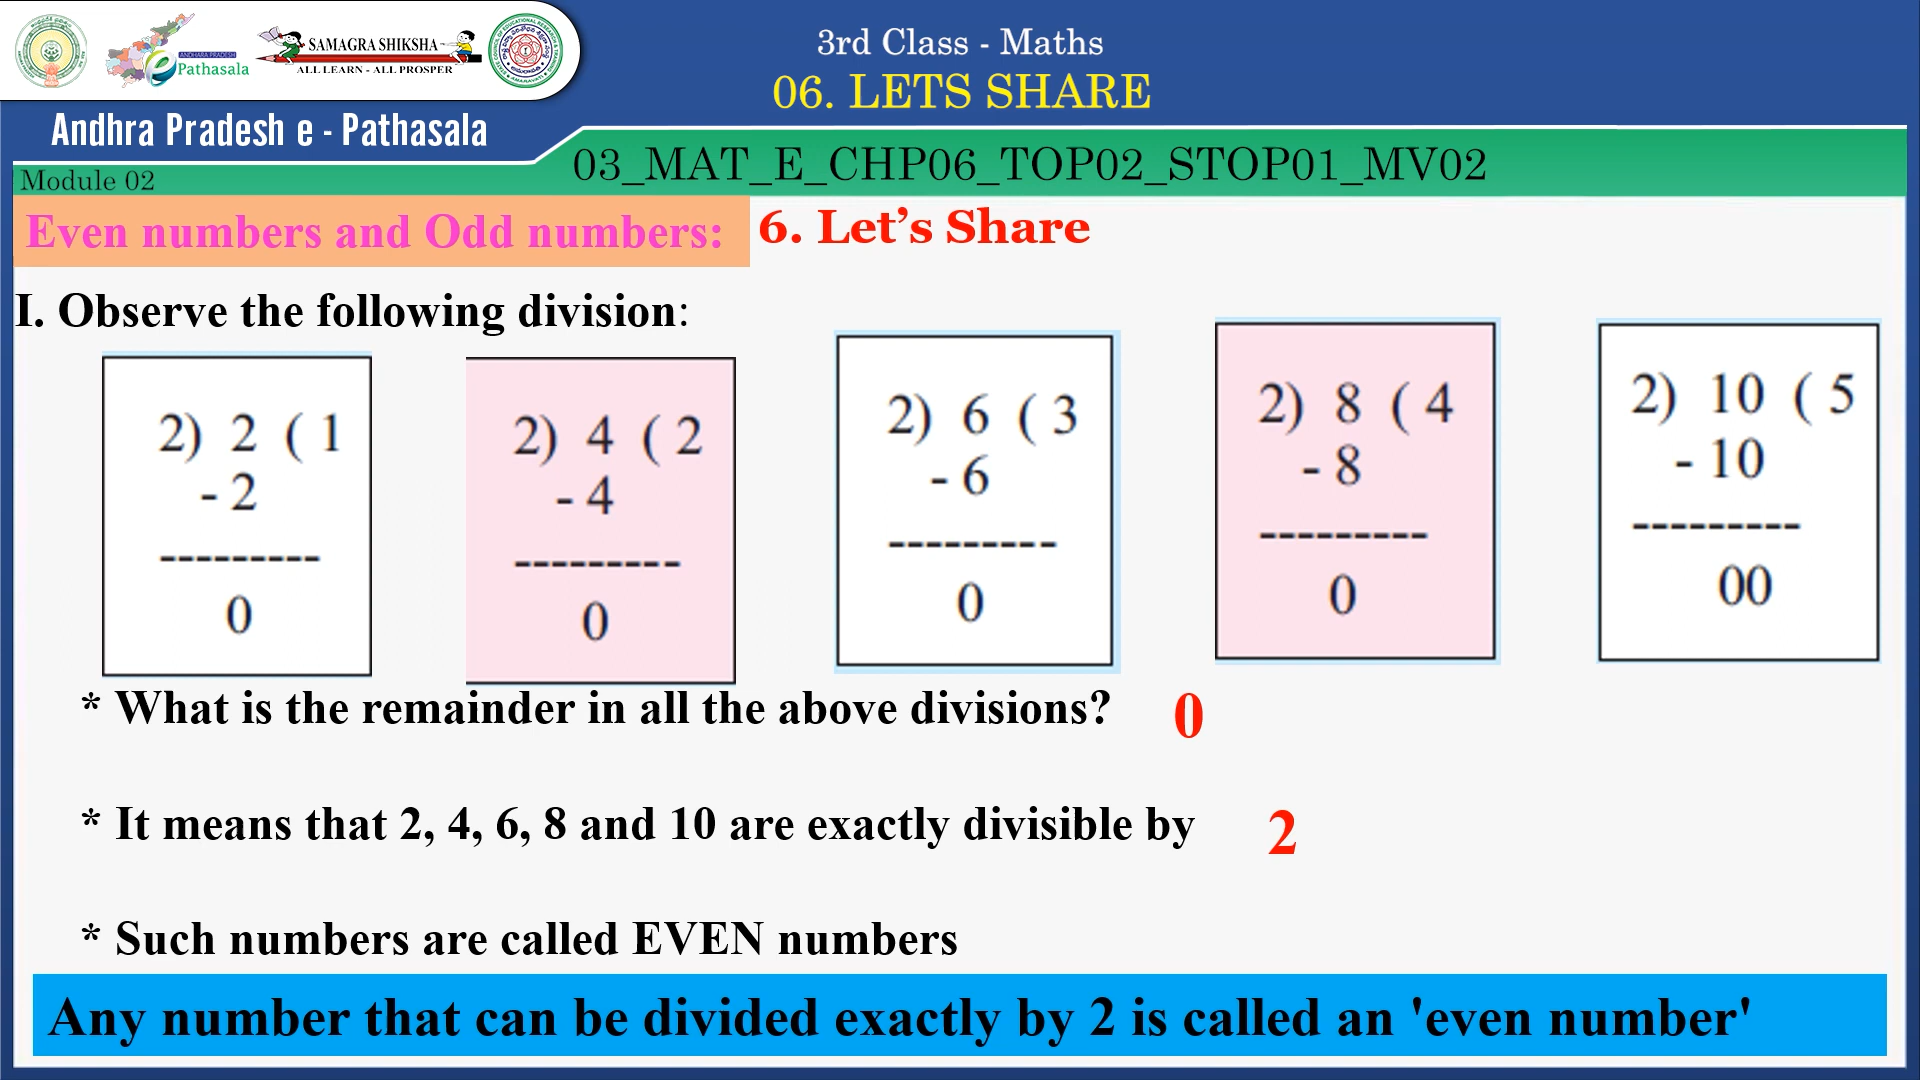 ANDHRA PRADESH
e Pathasala
SAMAGRA SHIKSHA
ALL LEARN - ALL PROSPER
Andhra Pradesh e - Pathasala
3rd Class - Maths
06. LETS SHARE
Module 02
03_MAT_E_CHP06_TOP02_STOP01_MV02
Even numbers and Odd numbers:
6. Let’s Share
I. Observe the following division:
2) 2 ( 1
- 2
---------
0
2) 4 ( 2
- 4
---------
0
2) 6 ( 3
- 6
---------
0
2) 8 ( 4
- 8
---------
0
2) 10 ( 5
- 10
---------
00
* What is the remainder in all the above divisions? 0
* It means that 2, 4, 6, 8 and 10 are exactly divisible by 2
* Such numbers are called EVEN numbers
Any number that can be divided exactly by 2 is called an 'even number'